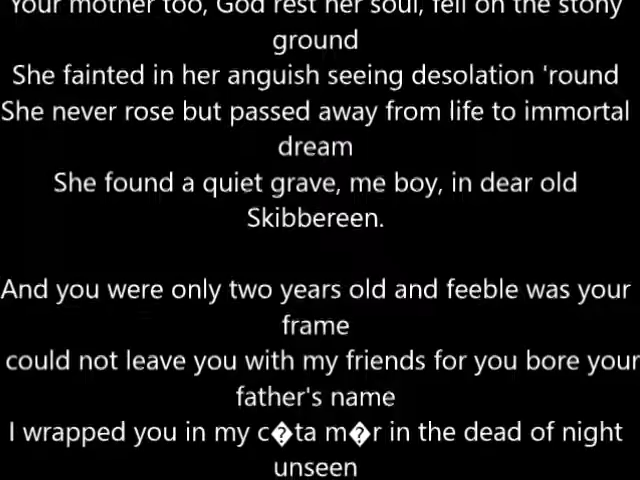 Your mother too, God rest her soul, fell on the stony
ground
She fainted in her anguish seeing desolation 'round
She never rose but passed away from life to immortal
dream
She found a quiet grave, me boy, in dear old
Skibbereen.
And you were only two years old and feeble was your
frame
could not leave you with my friends for you bore your
father's name
I wrapped you in my c�ta m�r in the dead of night
unseen